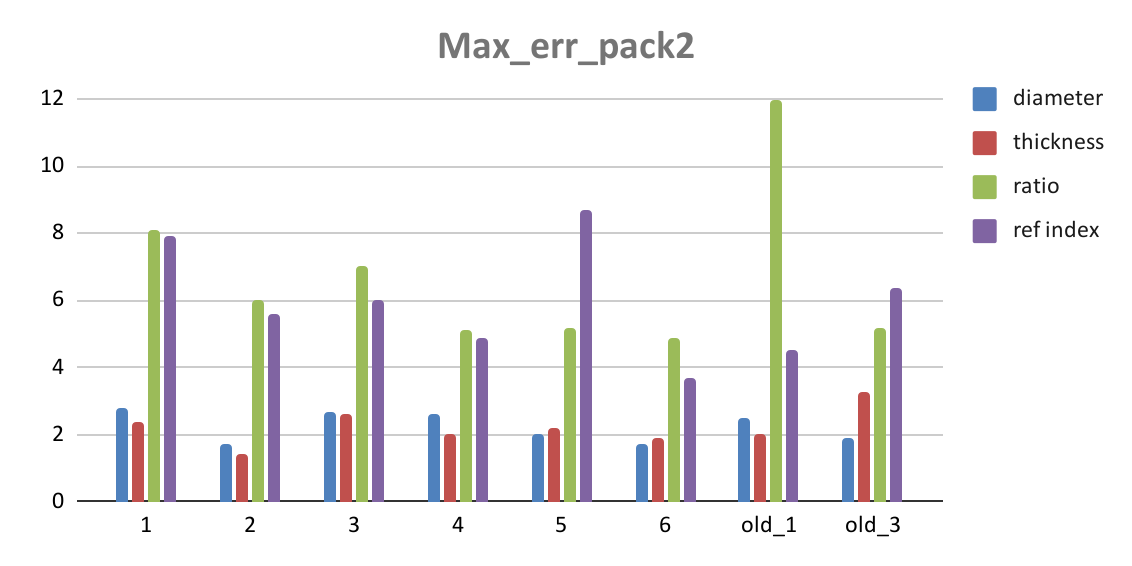 Max_err_pack2
12
10
8
6
4
2
0
1 2 3 4 5 6 old_1 old_3
diameter
thickness
ratio
ref index